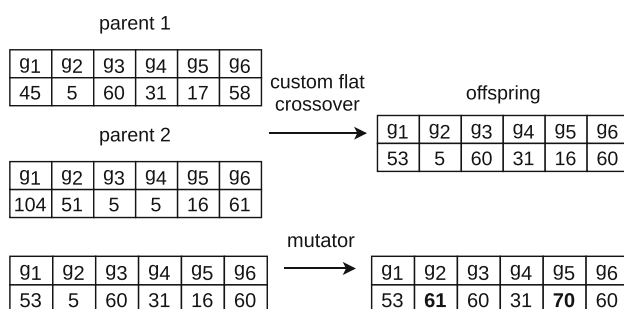 parent 1
g1 g2 g3 g4 g5 g6
45 5 60 31 17 58
custom flat
crossover
parent 2
g1 g2 g3 g4 g5 g6
104 51 5 5 16 61
offspring
g1 g2 g3 g4 g5 g6
53 5 60 31 16 60
g1 g2 g3 g4 g5 g6
53 5 60 31 16 60
mutator
g1 g2 g3 g4 g5 g6
53 61 60 31 70 60